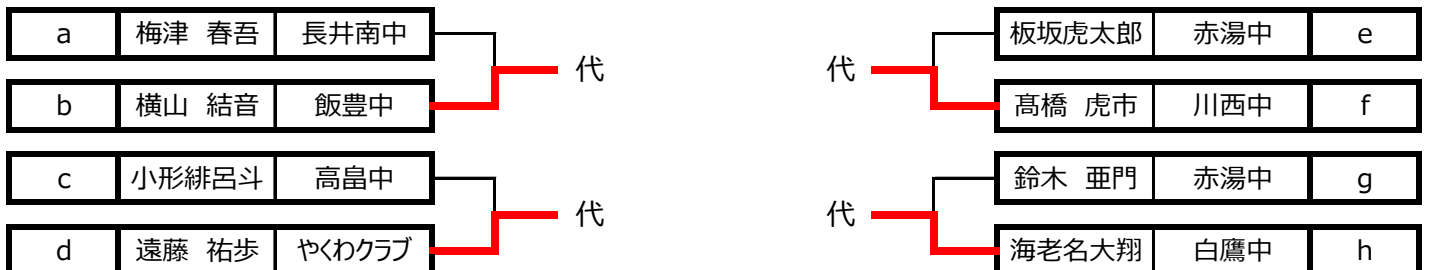 a 梅津 春吾 長井南中
代
b 横山 結音 飯豊中
c 小形緋呂斗 高畠中
代
d 遠藤 祐歩 やくわクラブ
板坂虎太郎 赤湯中 e
代
髙橋 虎市 川西中 f
鈴木 亜門 赤湯中 g
代
海老名大翔 白鷹中 h